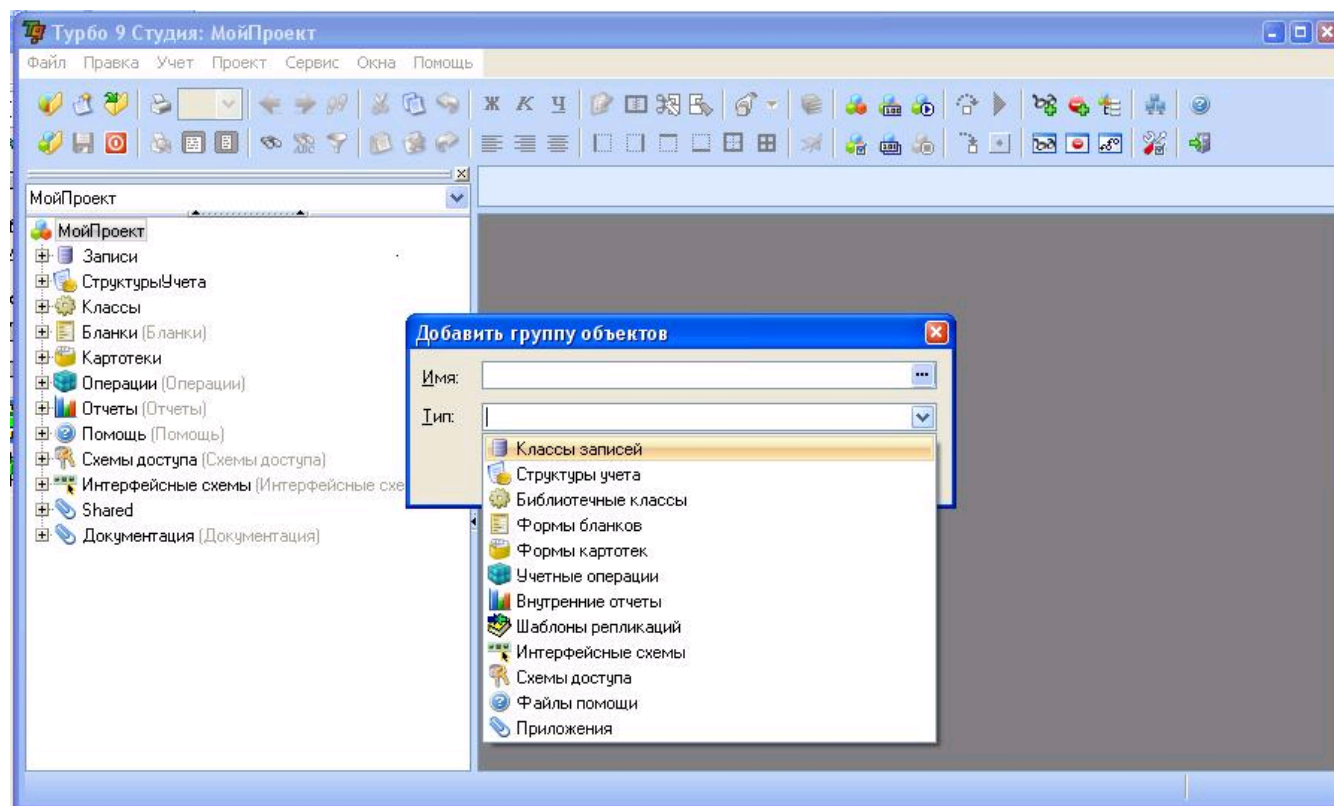 Турбо 9 Студия: МойПроект
Файл Правка Учет Проект Сервис Окна Помощь
Ж К Ч
МойПроект
МойПроект
Записи
СтруктурыУчета
Классы
Бланки (Бланки)
Картотеки
Операции (Операции)
Отчеты (Отчеты)
Помощь (Помощь)
Схемы доступа (Схемы доступа)
Интерфейсные схемы (Интерфейсные схе
Shared
Документация (Документация)
Добавить группу объектов
Имя:
Тип:
Классы записей
Структуры учета
Библиотечные классы
Формы бланков
Формы картотек
Учетные операции
Внутренние отчеты
Шаблоны репликаций
Интерфейсные схемы
Схемы доступа
Файлы помощи
Приложения